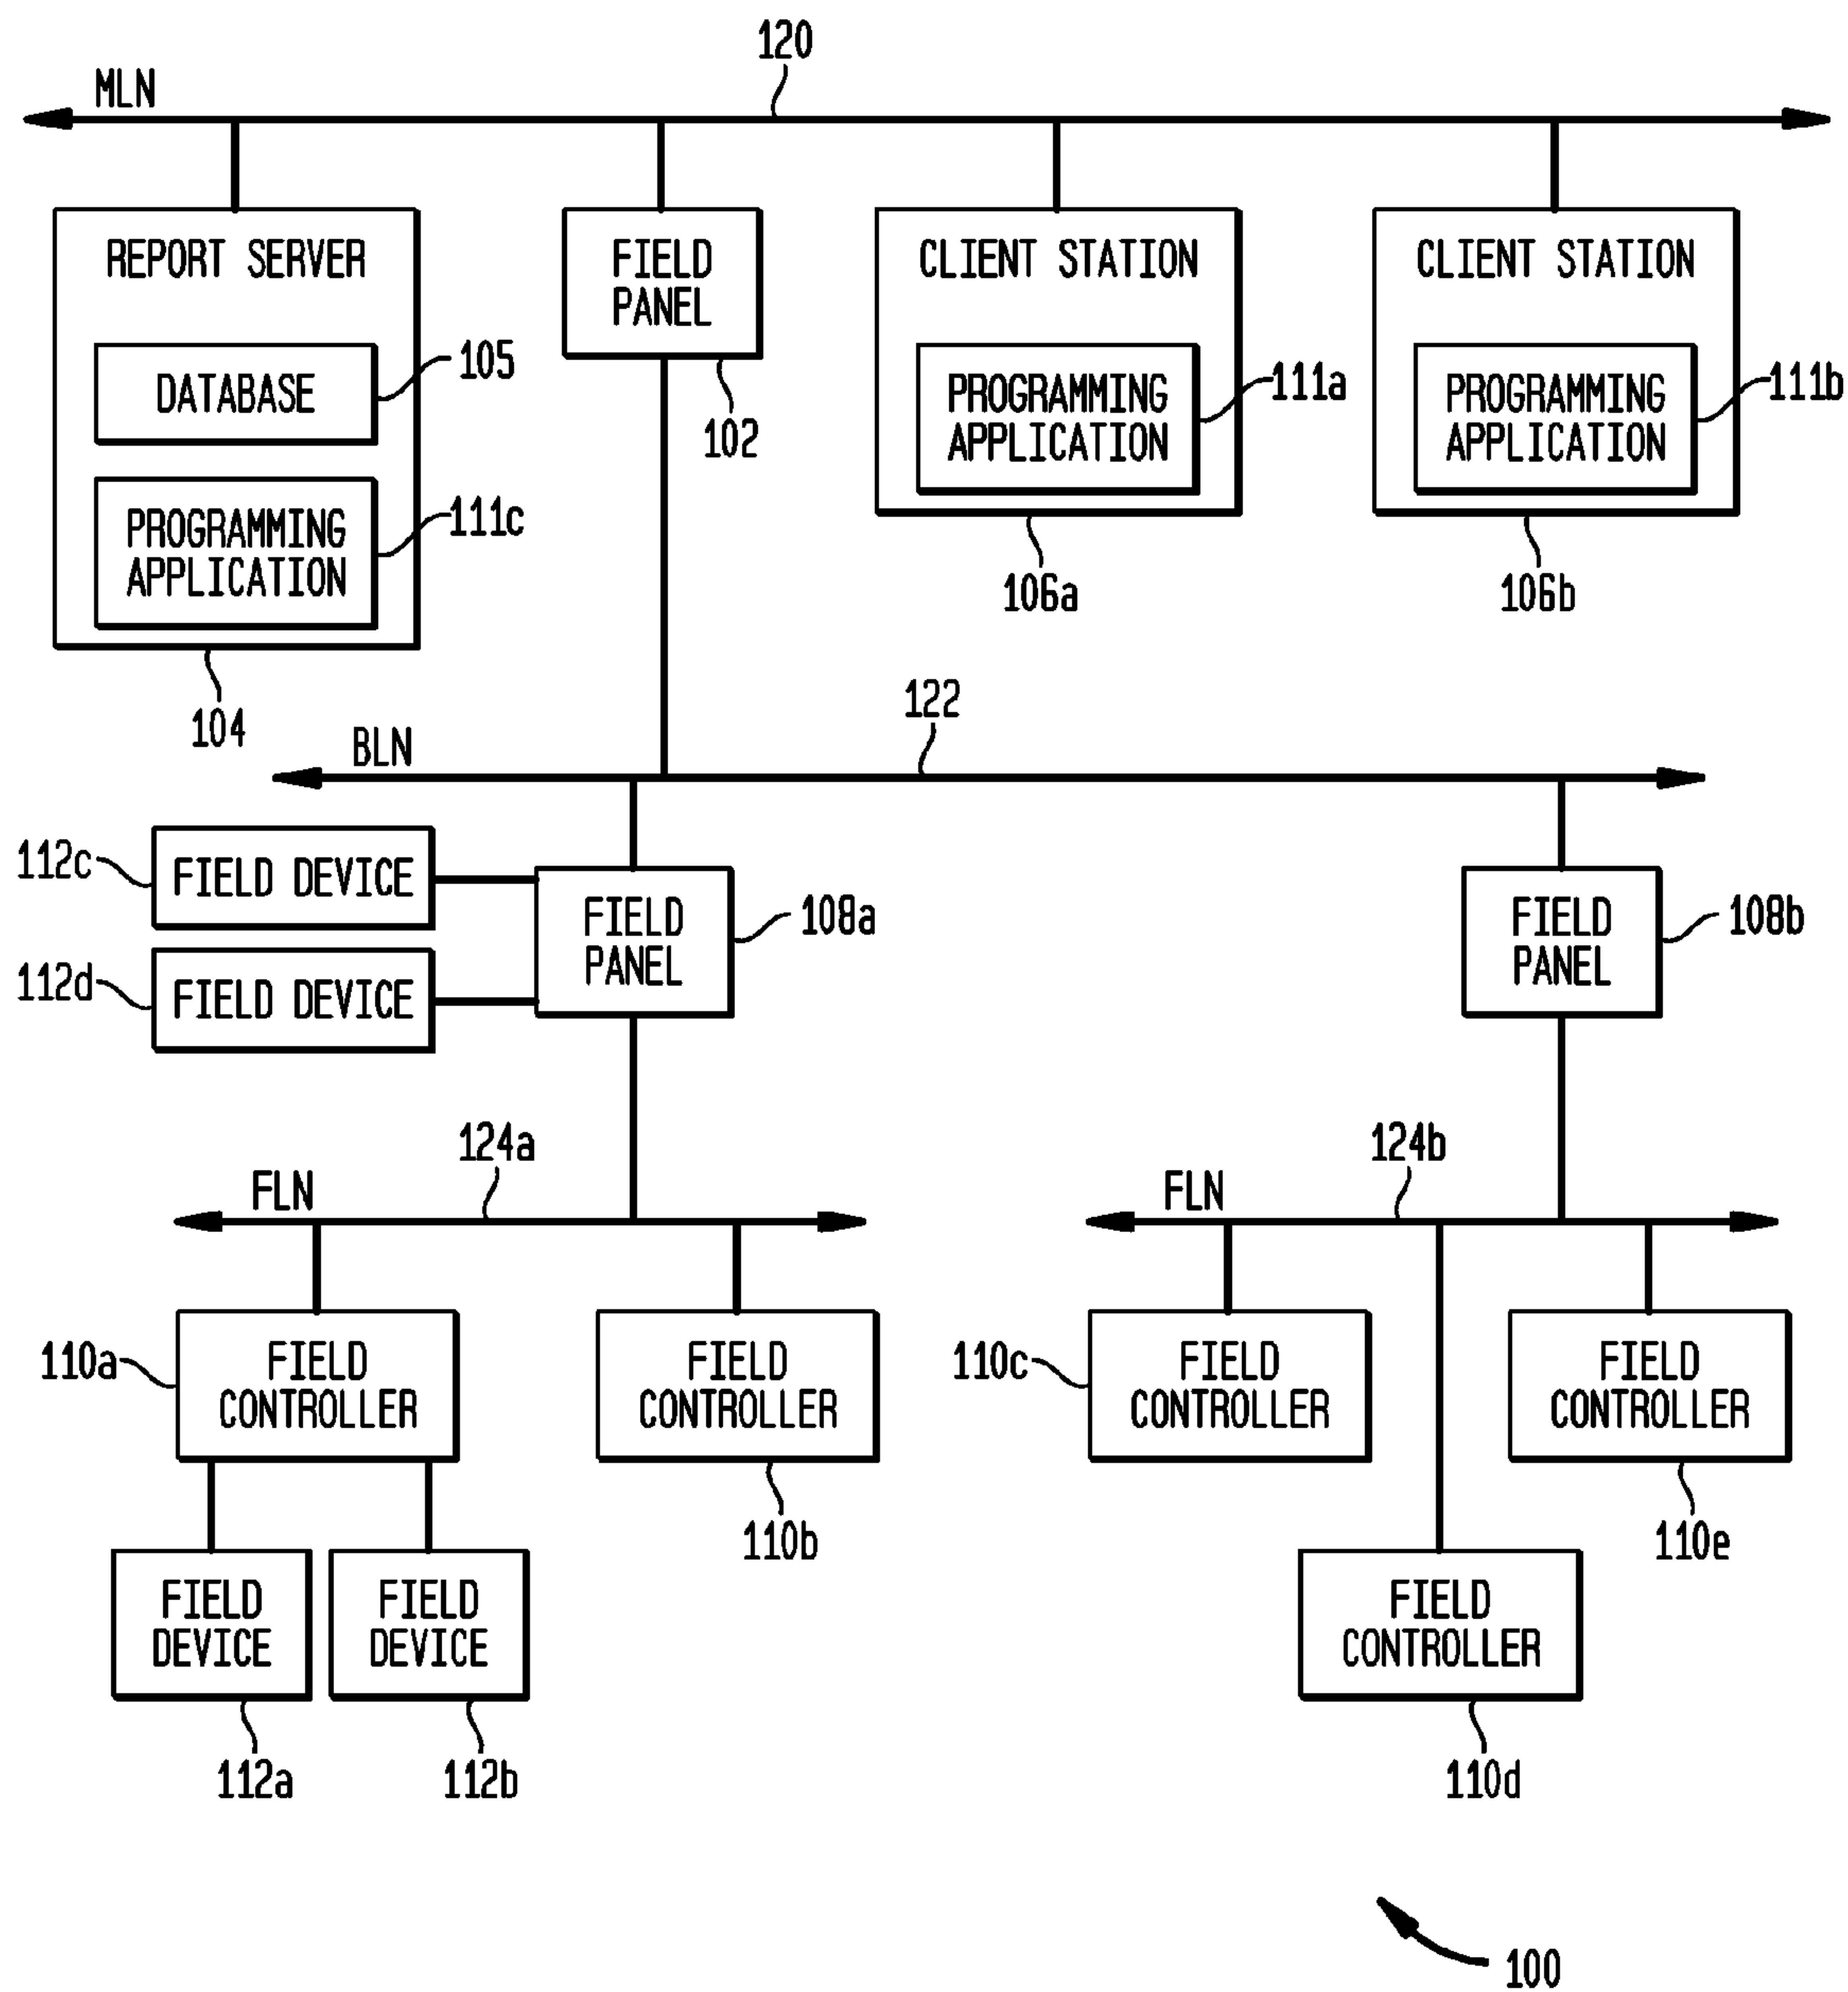 120
MLN
REPORT SERVER
FIELD
PANEL
CLIENT STATION
CLIENT STATION
DATABASE
105
102
PROGRAMMING
APPLICATION
111a
PROGRAMMING
APPLICATION
111b
PROGRAMMING
APPLICATION
111c
106a
106b
104
122
BLN
112c
FIELD DEVICE
FIELD
PANEL
108a
FIELD
PANEL
108b
112d
FIELD DEVICE
124a
124b
FLN
FLN
110a
FIELD
CONTROLLER
FIELD
CONTROLLER
110c
FIELD
CONTROLLER
FIELD
CONTROLLER
110b
110e
FIELD
DEVICE
FIELD
DEVICE
FIELD
CONTROLLER
112a
112b
110d
100